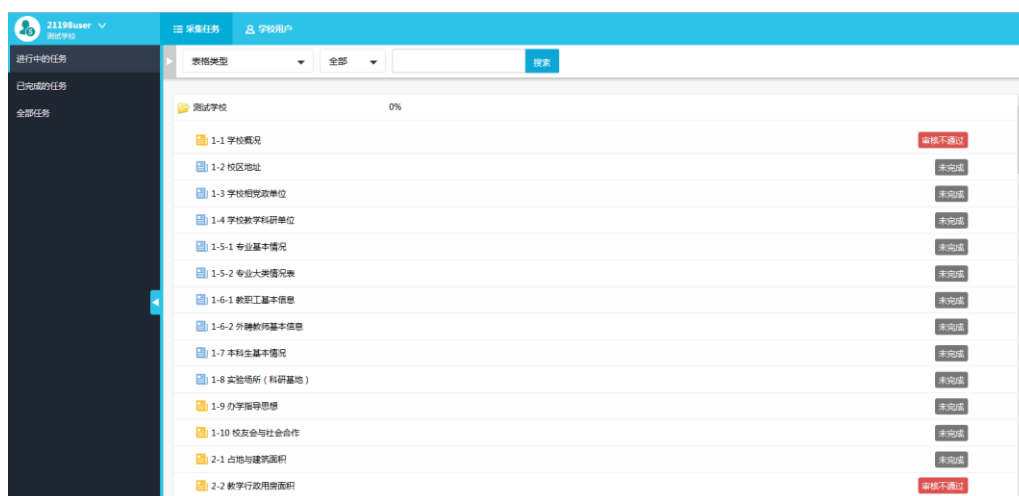 21198user
测试学校
采集任务 学校用户
进行中的任务
已完成的任务
全部任务
表格类型 全部 搜索
测试学校 0%
1-1 学校概况 审核不通过
1-2 校区地址 未完成
1-3 学校相党政单位 未完成
1-4 学校教学科研单位 未完成
1-5-1 专业基本情况 未完成
1-5-2 专业大类情况表 未完成
1-6-1 教职工基本信息 未完成
1-6-2 外聘教师基本信息 未完成
1-7 本科生基本情况 未完成
1-8 实验场所（科研基地） 未完成
1-9 办学指导思想 未完成
1-10 校友会与社会合作 未完成
2-1 占地与建筑面积 未完成
2-2 教学行政用房面积 审核不通过